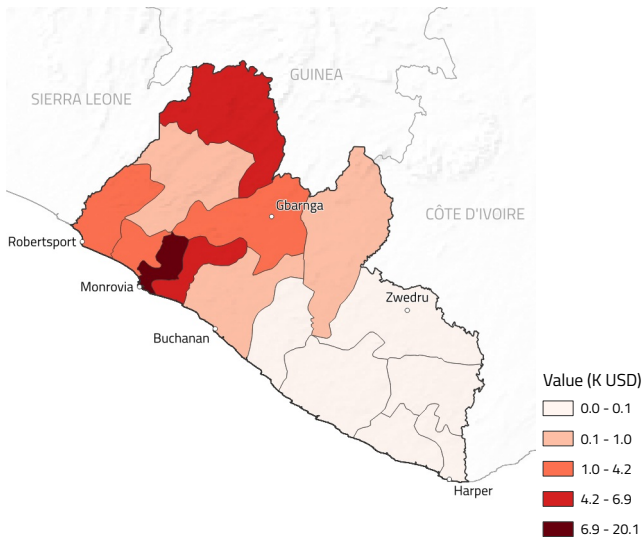 GUINEA
SIERRA LEONE
Gbarnga
CÔTE D'IVOIRE
Robertsport
Monrovia
Zwedru
Buchanan
Value (K USD)
0.0 - 0.1
0.1 - 1.0
1.0 - 4.2
4.2 - 6.9
Harper
6.9 - 20.1